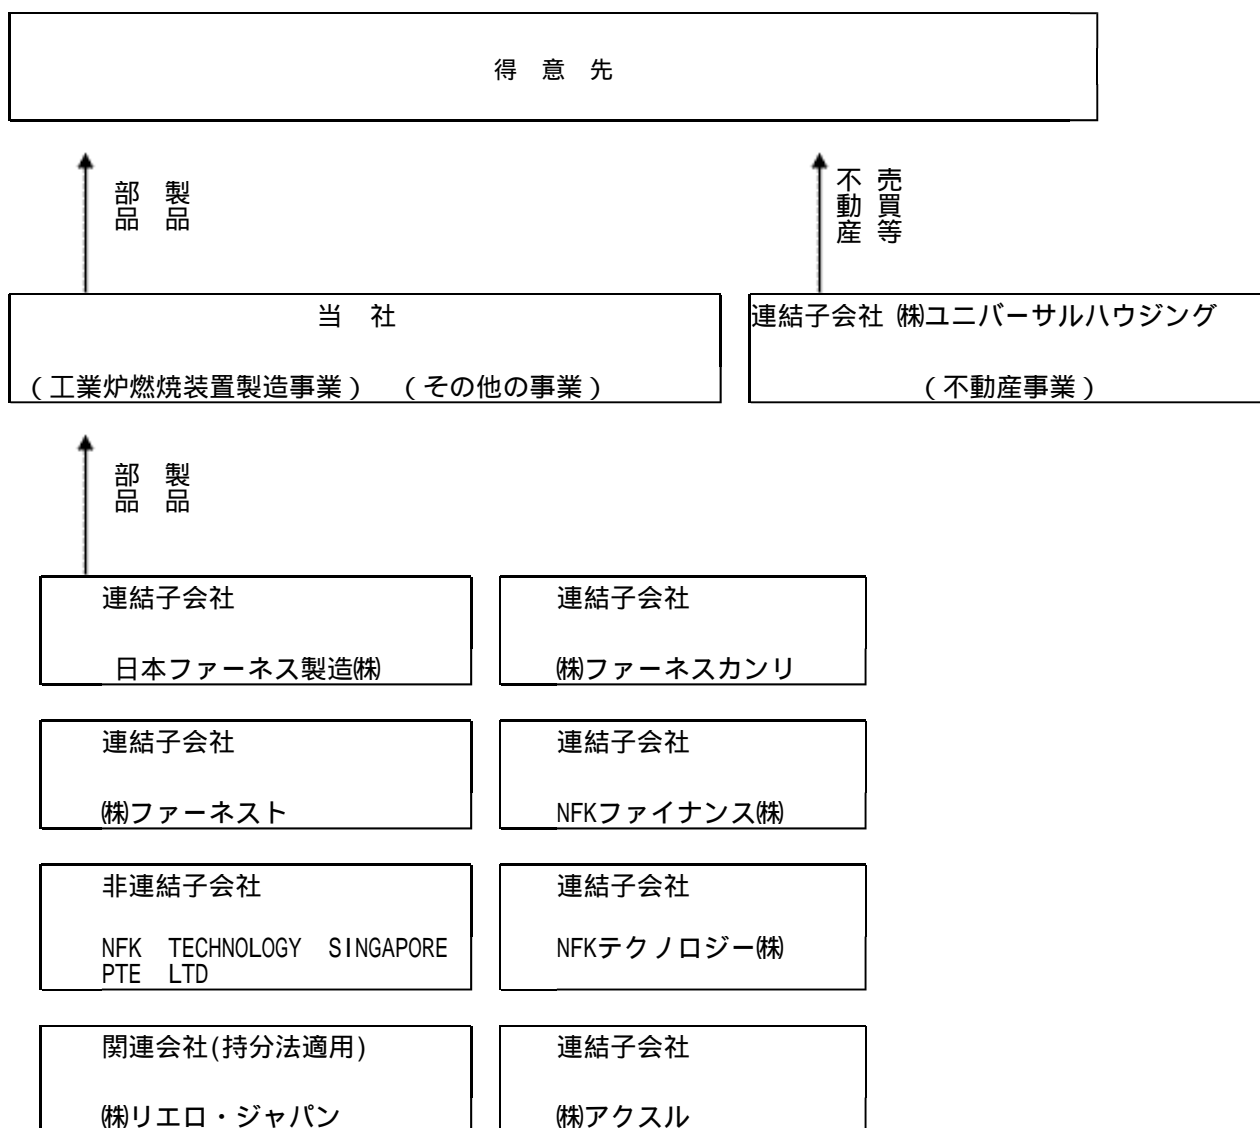 得 意 先
部品 製品
不動産 売買等
当 社
(工業炉燃焼装置製造事業) (その他の事業)
連結子会社 ㈱ユニバーサルハウジング
(不動産事業)
部品 製品
連結子会社
日本ファーネス製造㈱
連結子会社
㈱ファーネスカンリ
連結子会社
㈱ファーネスト
連結子会社
NFKファイナンス㈱
非連結子会社
NFK TECHNOLOGY SINGAPORE
PTE LTD
連結子会社
NFKテクノロジー㈱
関連会社(持分法適用)
㈱リエロ・ジャパン
連結子会社
㈱アクスル